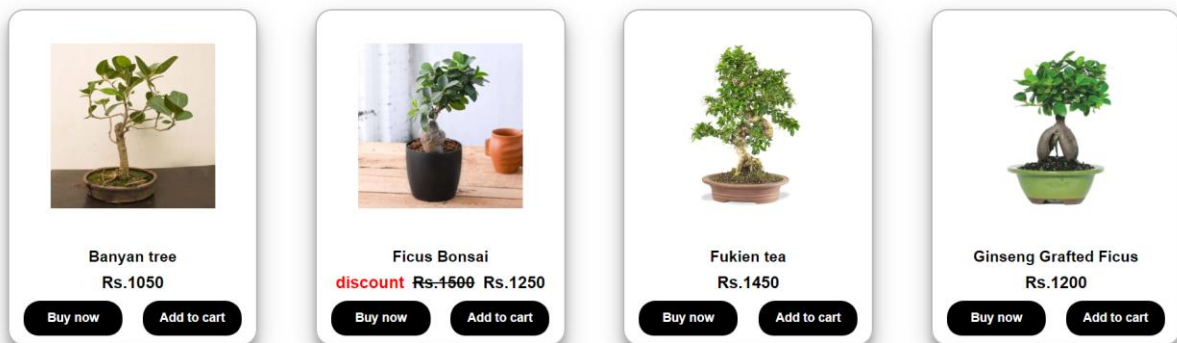 Banyan tree
Rs.1050
Buy now Add to cart
Ficus Bonsai
discount Rs.1500 Rs.1250
Buy now Add to cart
Fukien tea
Rs.1450
Buy now Add to cart
Ginseng Grafted Ficus
Rs.1200
Buy now Add to cart